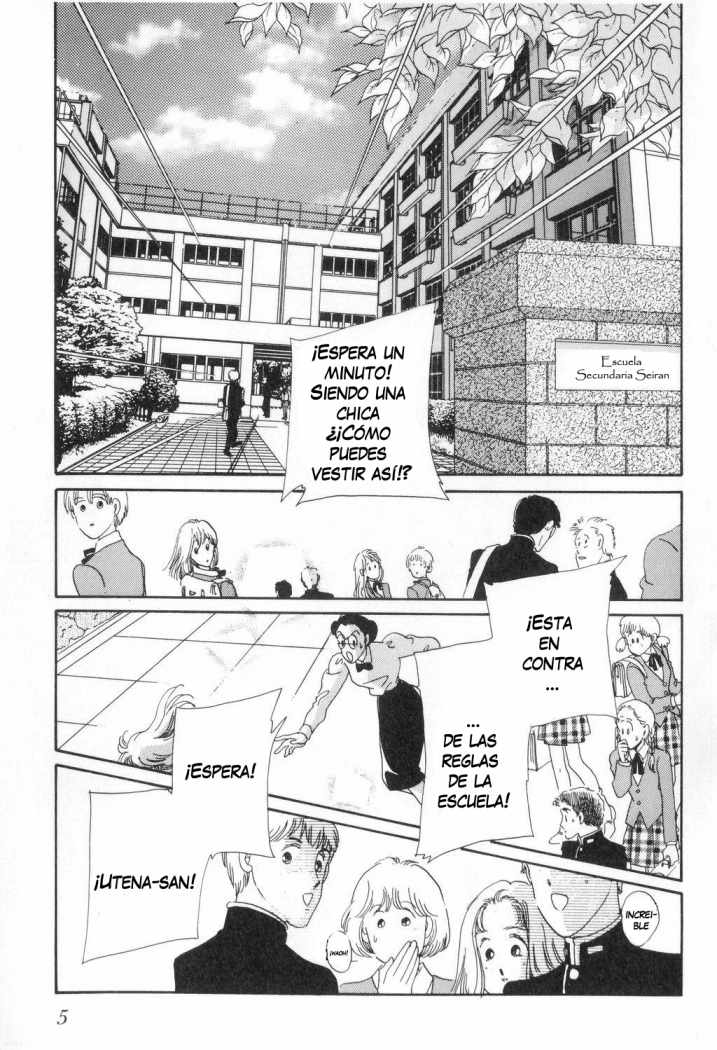 Escuela
Secundaria Seiran
¡Espera un
minuto!
Siendo una
chica
¿¡Cómo
puedes
vestir así!?
¡Esta
en
contra
...
...
de las
reglas
de la
escuela!
¡Espera!
¡Utena-san!
¡Waoh!
Increi-
ble
5